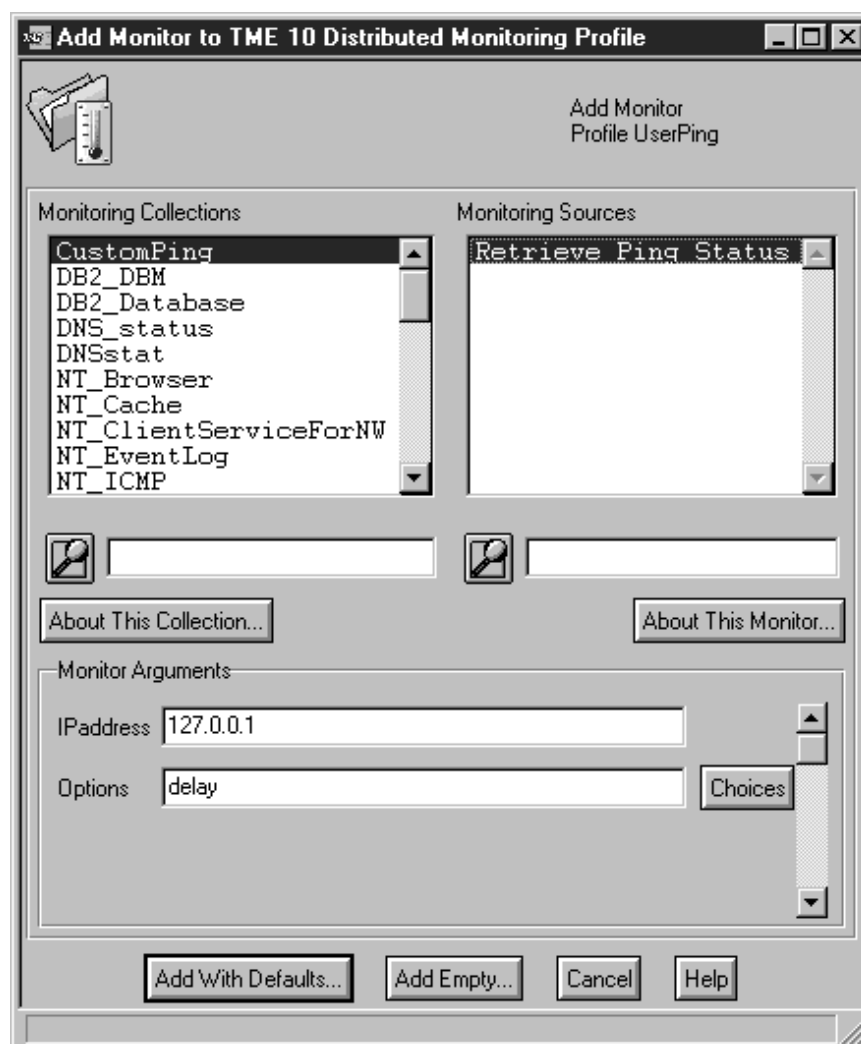 Add Monitor to TME 10 Distributed Monitoring Profile
Add Monitor
Profile UserPing
Monitoring Collections
Monitoring Sources
CustomPing
DB2_DBM
DB2_Database
DNS_status
DNSstat
NT_Browser
NT_Cache
NT_ClientServiceForNW
NT_EventLog
NT_ICMP
Retrieve Ping Status
About This Collection...
About This Monitor...
Monitor Arguments
IPaddress 127.0.0.1
Options delay Choices
Add With Defaults... Add Empty... Cancel Help